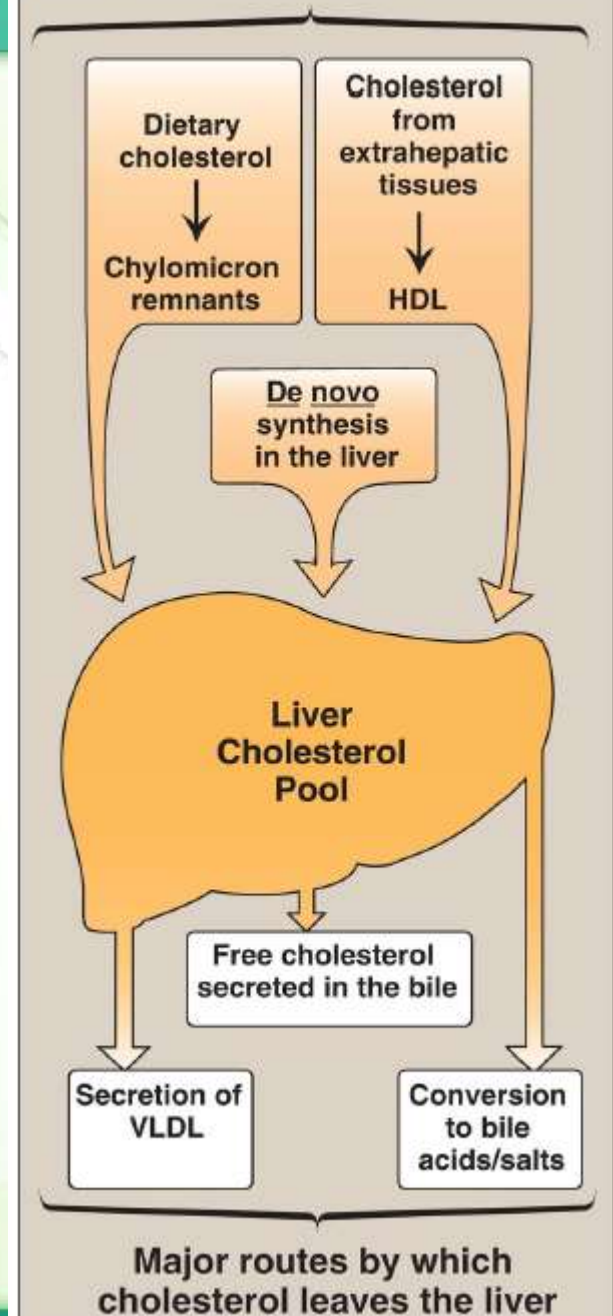 Dietary
cholesterol
Chylomicron
remnants
Cholesterol
from
extrahepatic
tissues
HDL
De novo
synthesis
in the liver
Liver
Cholesterol
Pool
Free cholesterol
secreted in the bile
Secretion of
VLDL
Conversion
to bile
acids/salts
Major routes by which
cholesterol leaves the liver